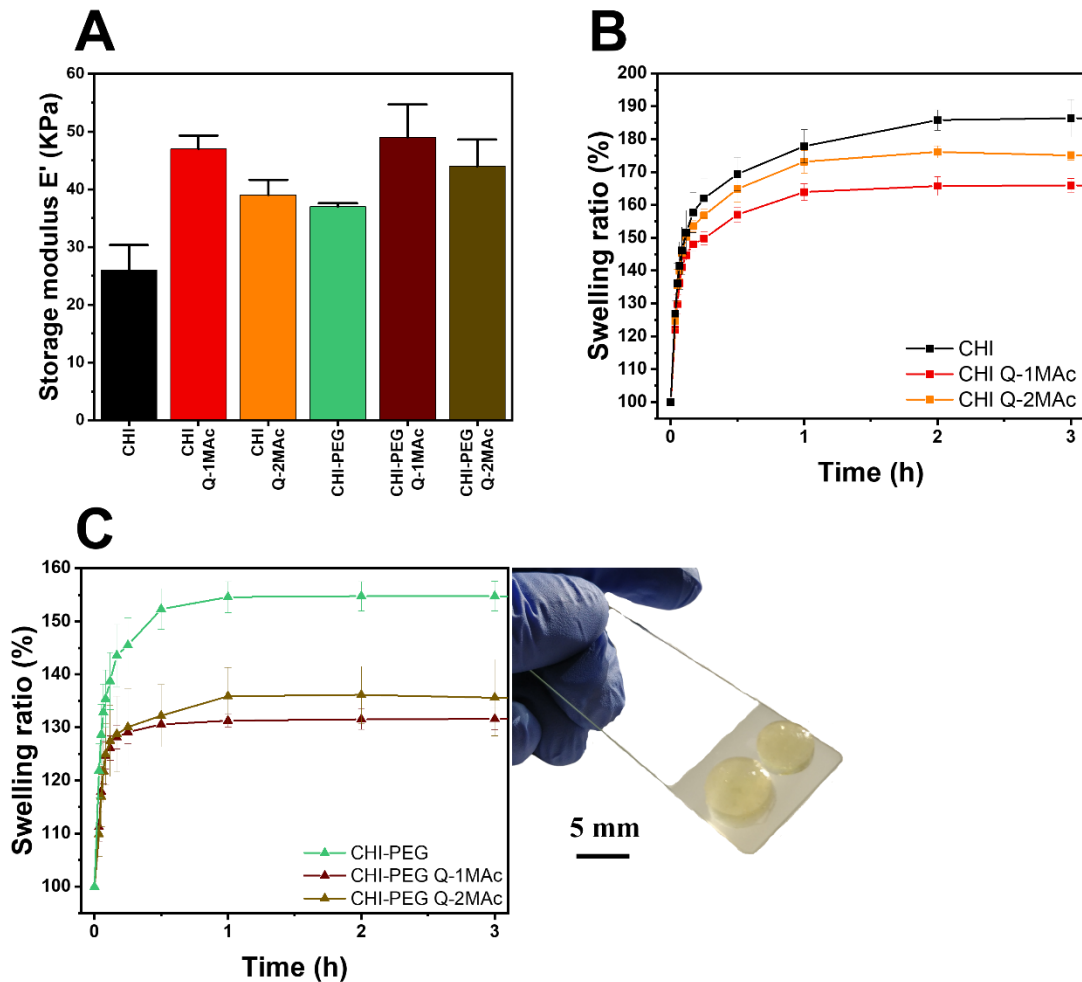 A
Storage modulus E' (KPa)
60
50
40
30
20
10
0
CHI
CHI
Q-1MAc
CHI
Q-2MAc
CHI-PEG
CHI-PEG
Q-1MAc
CHI-PEG
Q-2MAc
B
Swelling ratio (%)
200
190
180
170
160
150
140
130
120
110
100
CHI
CHI Q-1MAc
CHI Q-2MAc
0
1
2
3
Time (h)
C
Swelling ratio (%)
160
150
140
130
120
110
100
CHI-PEG
CHI-PEG Q-1MAc
CHI-PEG Q-2MAc
0
1
2
3
Time (h)
5 mm